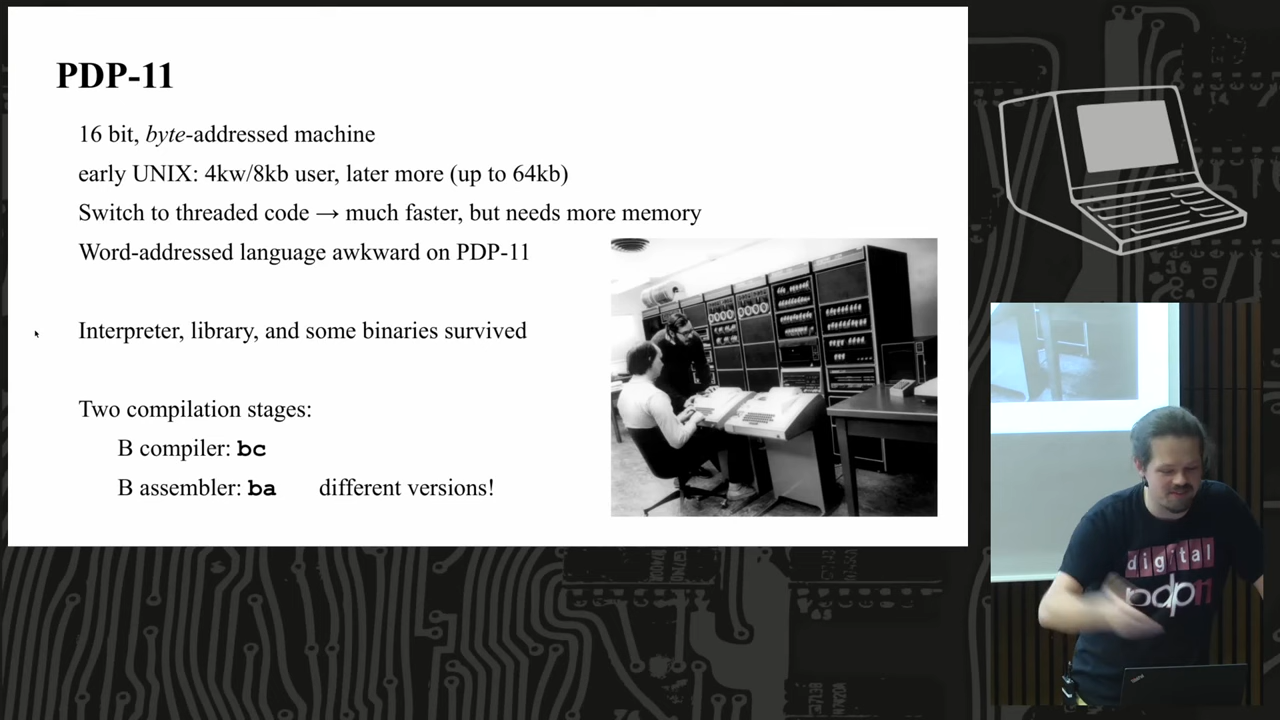 PDP-11
16 bit, byte-addressed machine
early UNIX: 4kw/8kb user, later more (up to 64kb)
Switch to threaded code → much faster, but needs more memory
Word-addressed language awkward on PDP-11
Interpreter, library, and some binaries survived
Two compilation stages:
B compiler: bc
B assembler: ba different versions!
digital
pdp11